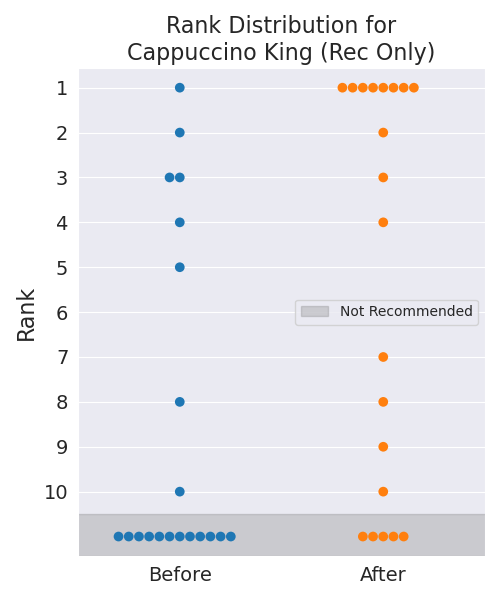 Rank Distribution for
Cappuccino King (Rec Only)
Rank
1
2
3
4
5
6
7
8
9
10
Not Recommended
Before
After